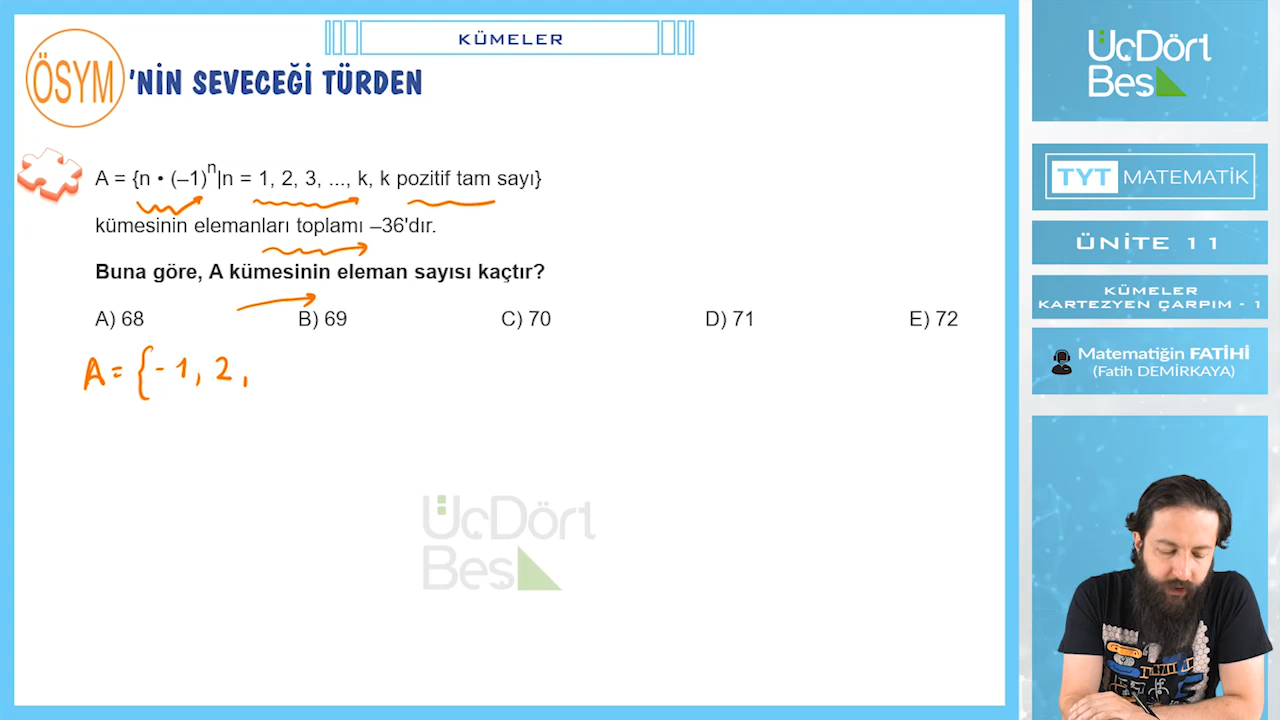 KÜMELER
ÖSYM'NİN SEVECEĞİ TÜRDEN
A = {n • (–1)^n|n = 1, 2, 3, ..., k, k pozitif tam sayı}
kümesinin elemanları toplamı –36'dır.
Buna göre, A kümesinin eleman sayısı kaçtır?
A) 68 B) 69 C) 70 D) 71 E) 72
A = { - 1, 2,
ÜçDört
Beş
ÜçDört
Beş
TYT MATEMATİK
ÜNİTE 11
KÜMELER
KARTEZYEN ÇARPIM - 1
Matematiğin FATİHİ
(Fatih DEMİRKAYA)